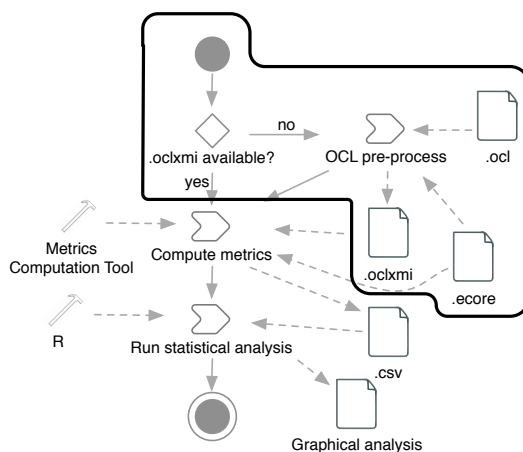 no
.oclxmi available?
OCL pre-process
.ocl
yes
Metrics
Computation Tool
Compute metrics
.oclxmi
.ecore
R
Run statistical analysis
.csv
Graphical analysis